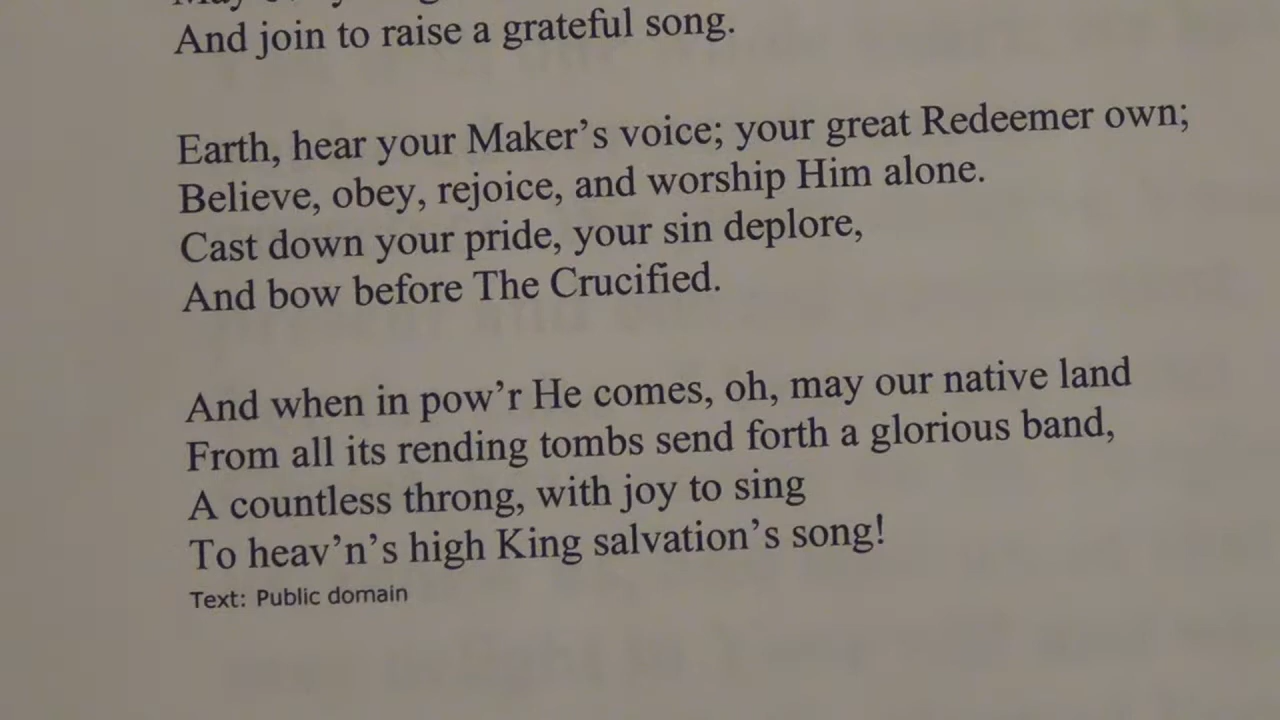 And join to raise a grateful song.
Earth, hear your Maker’s voice; your great Redeemer own;
Believe, obey, rejoice, and worship Him alone.
Cast down your pride, your sin deplore,
And bow before The Crucified.
And when in pow’r He comes, oh, may our native land
From all its rending tombs send forth a glorious band,
A countless throng, with joy to sing
To heav’n’s high King salvation’s song!
Text: Public domain